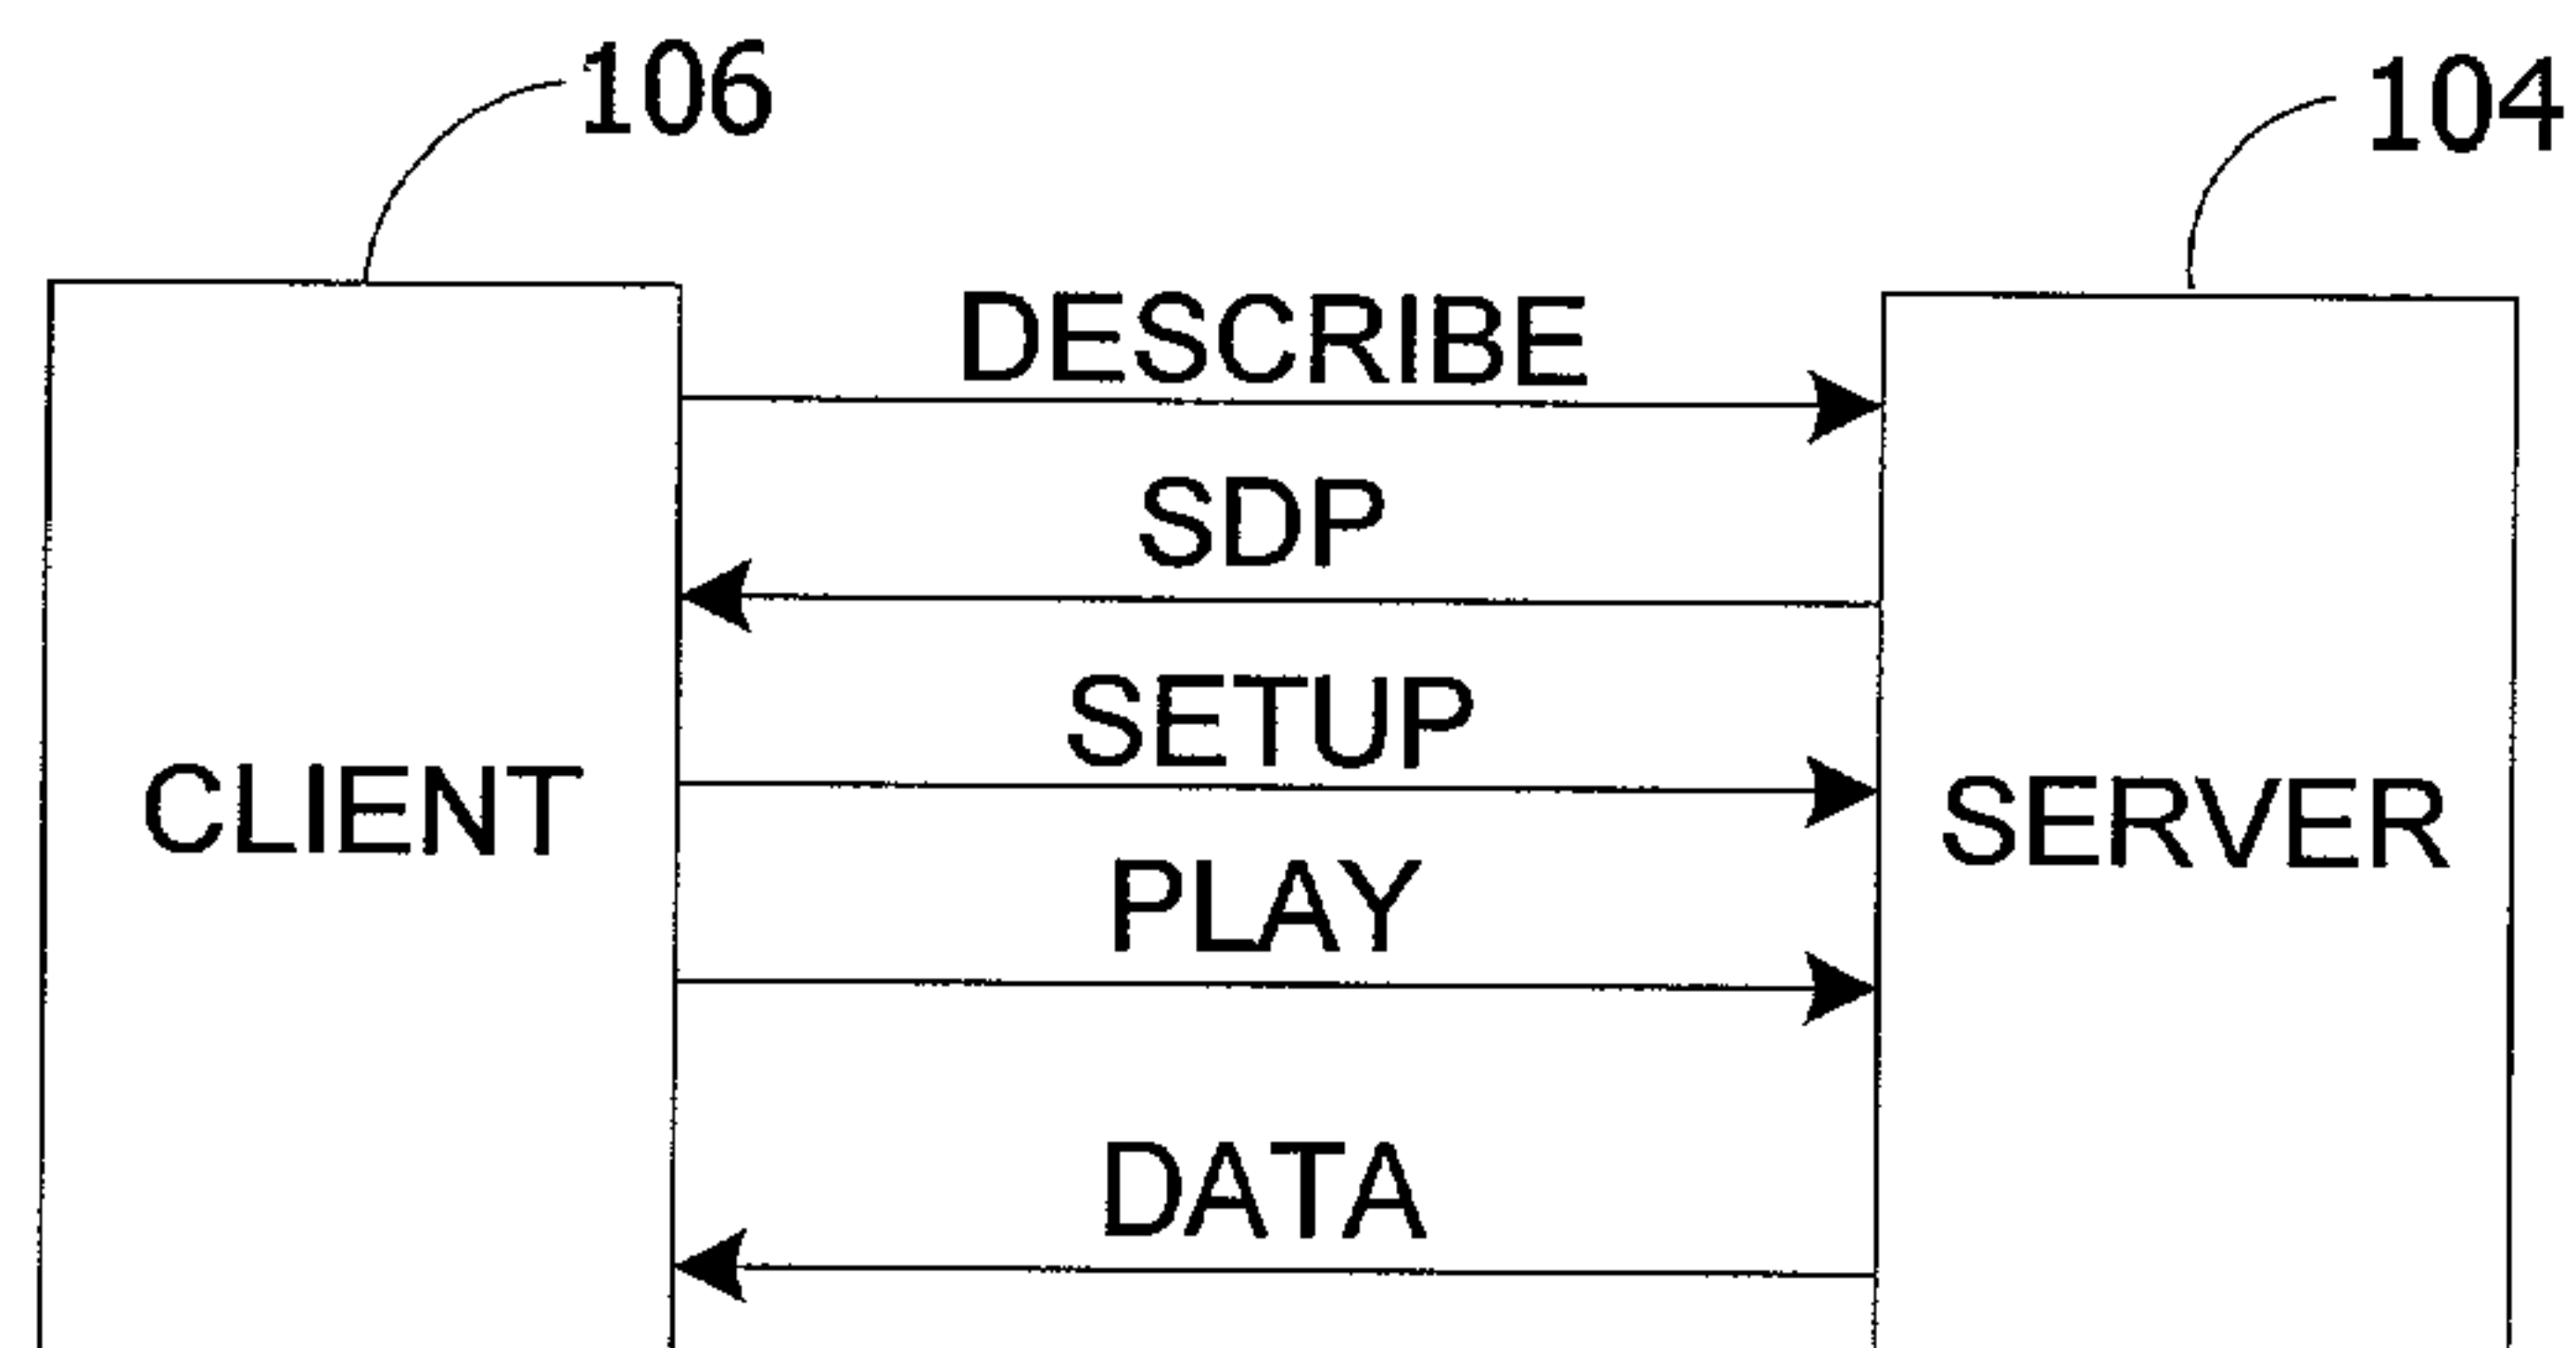 106
104
DESCRIBE
SDP
SETUP
CLIENT
SERVER
PLAY
DATA